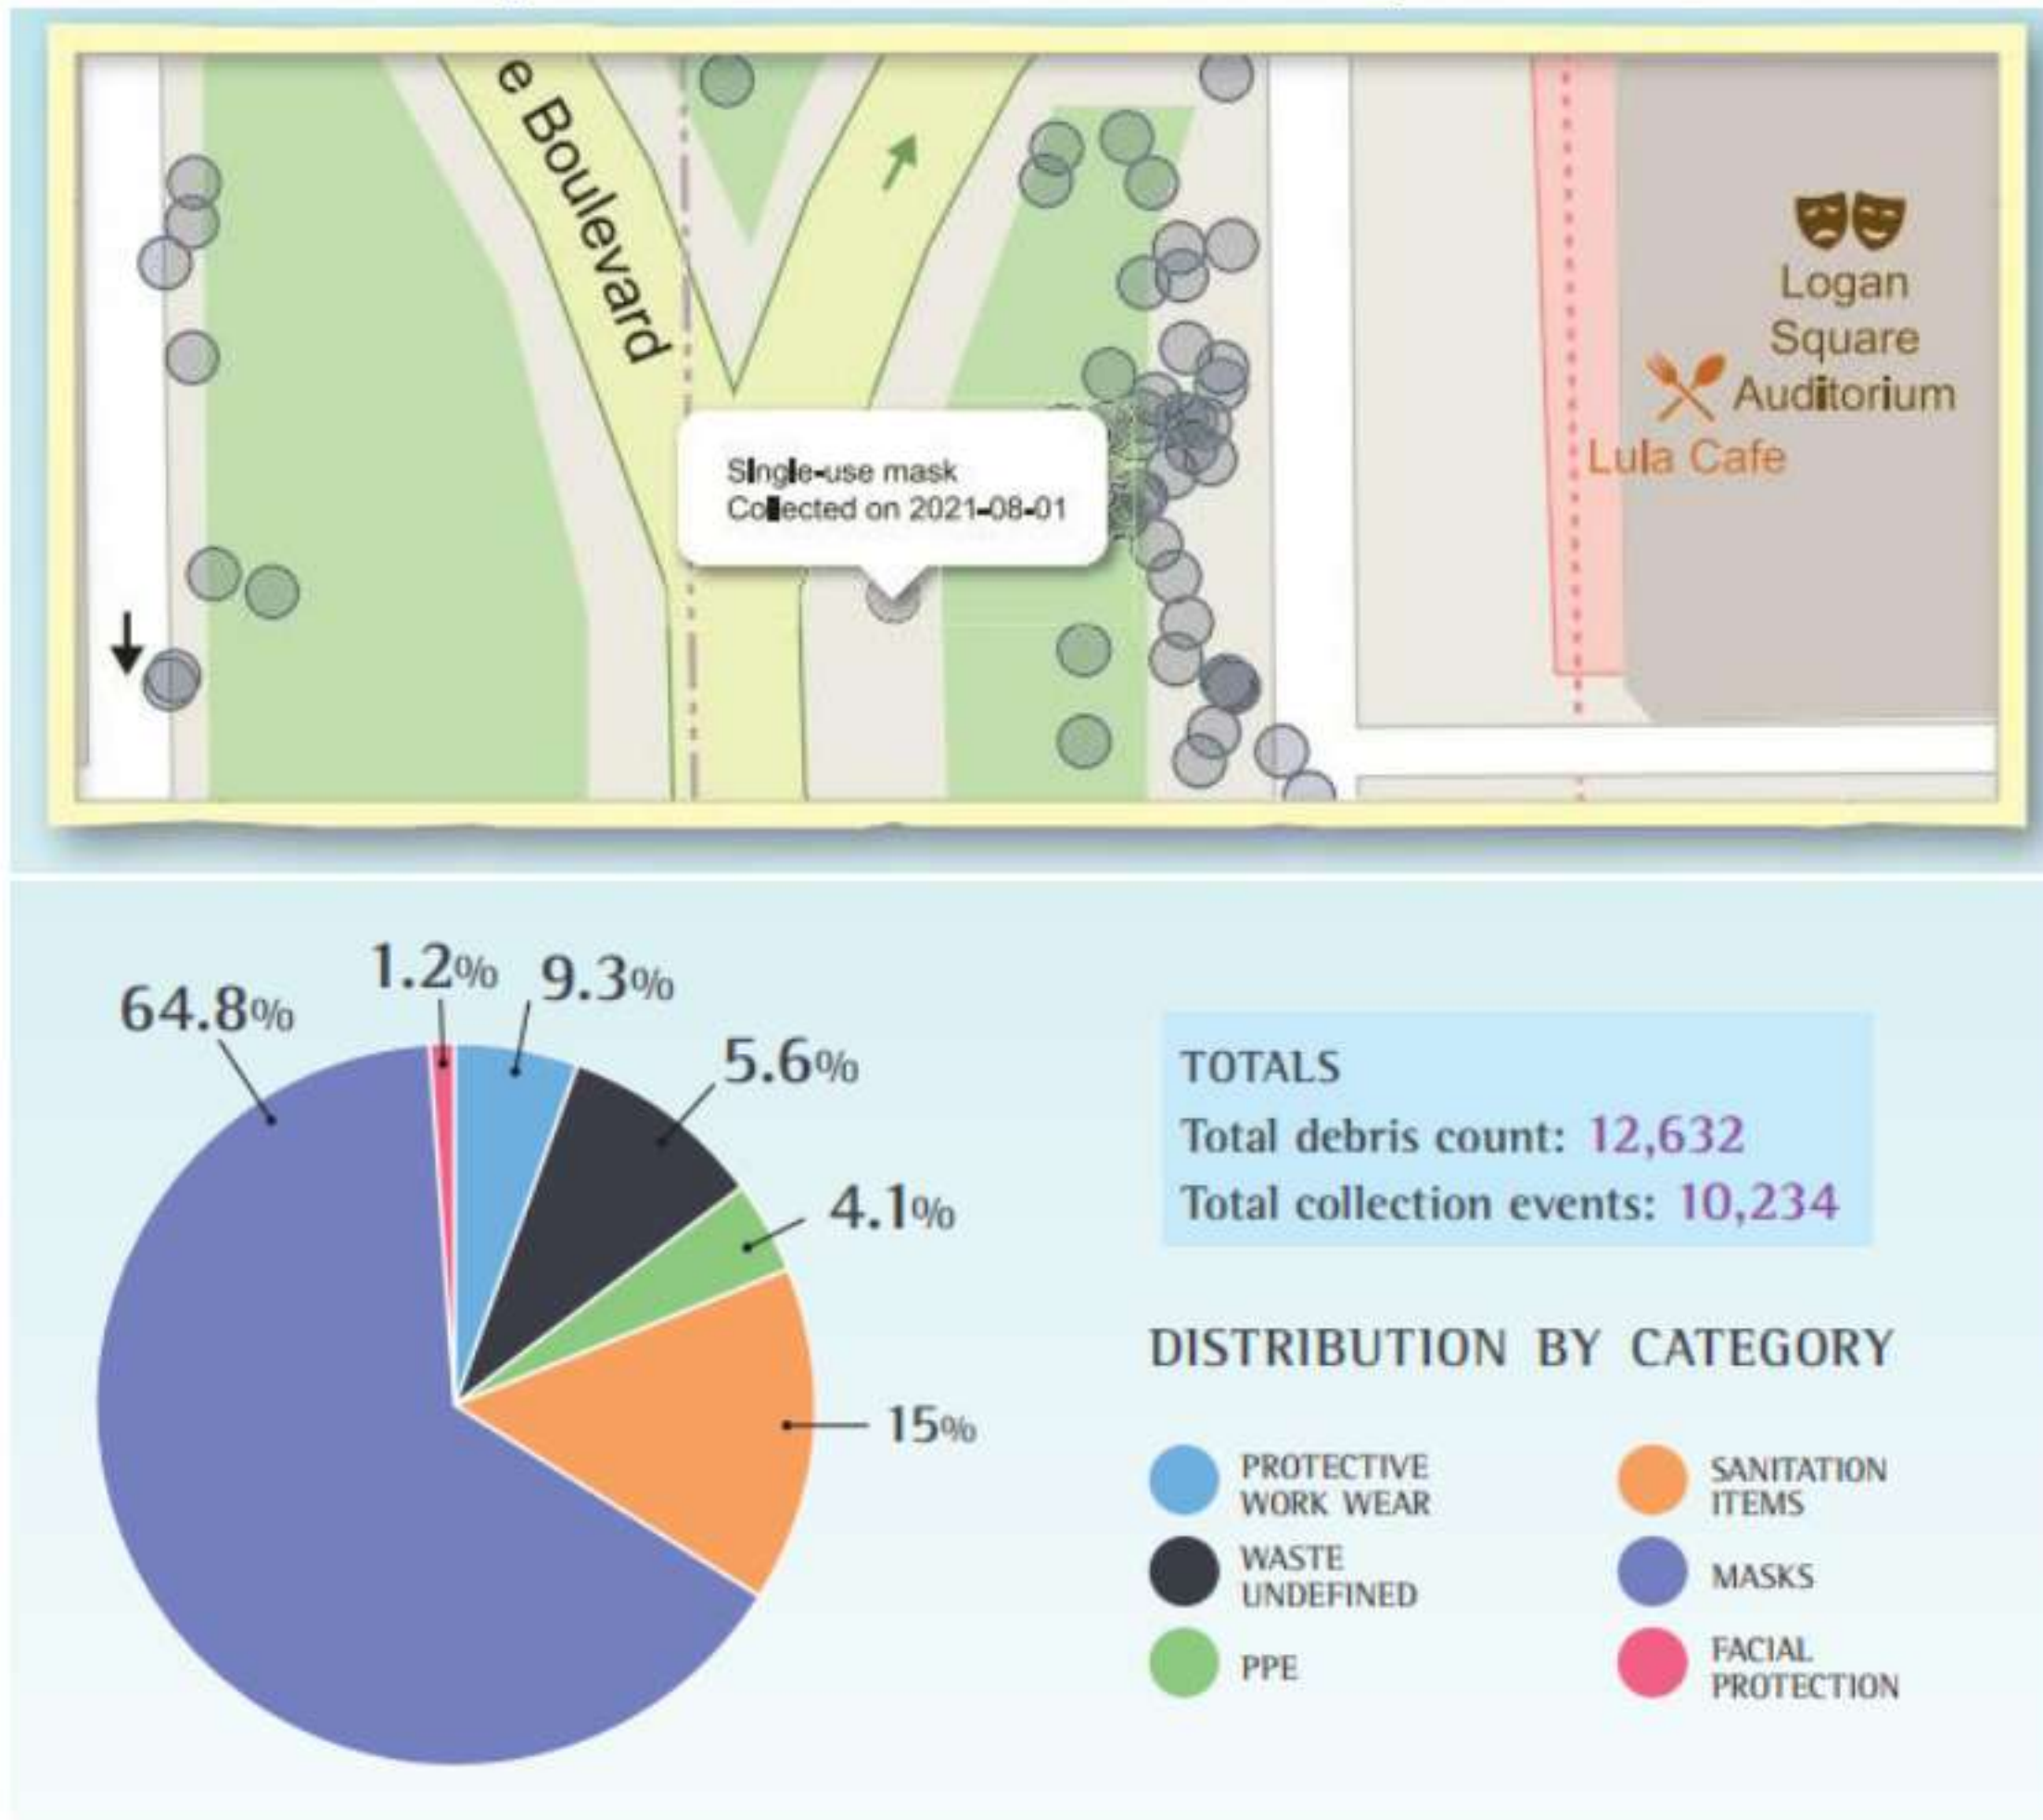 e Boulevard
Single-use mask
Collected on 2021-08-01
Logan
Square
Auditorium
Lula Cafe
64.8%
1.2%
9.3%
5.6%
4.1%
15%
TOTALS
Total debris count: 12,632
Total collection events: 10,234
DISTRIBUTION BY CATEGORY
PROTECTIVE
WORK WEAR
WASTE
UNDEFINED
PPE
SANITATION
ITEMS
MASKS
FACIAL
PROTECTION